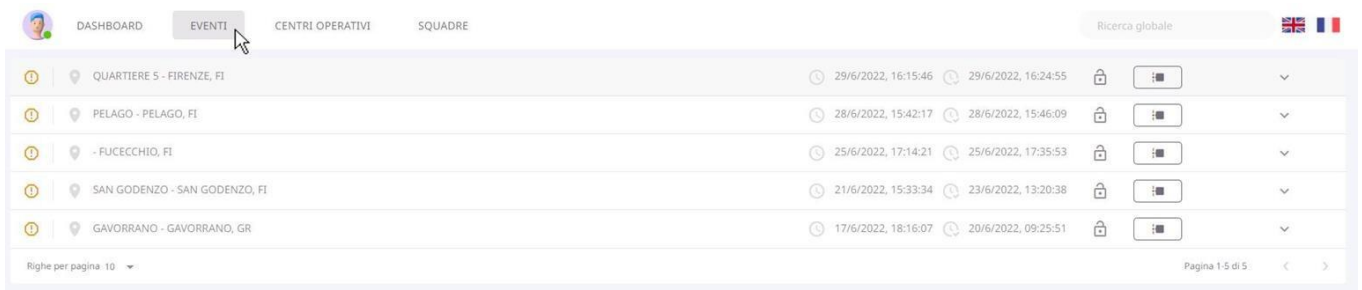 DASHBOARD EVENTI CENTRI OPERATIVI SQUADRE Ricerca globale
QUARTIERE 5 - FIRENZE, FI 29/6/2022, 16:15:46 29/6/2022, 16:24:55
PELAGO - PELAGO, FI 28/6/2022, 15:42:17 28/6/2022, 15:46:09
- FUCECCHIO, FI 25/6/2022, 17:14:21 25/6/2022, 17:35:53
SAN GODENZO - SAN GODENZO, FI 21/6/2022, 15:33:34 23/6/2022, 13:20:38
GAVORRANO - GAVORRANO, GR 17/6/2022, 18:16:07 20/6/2022, 09:25:51
Righe per pagina 10 Pagina 1-5 di 5